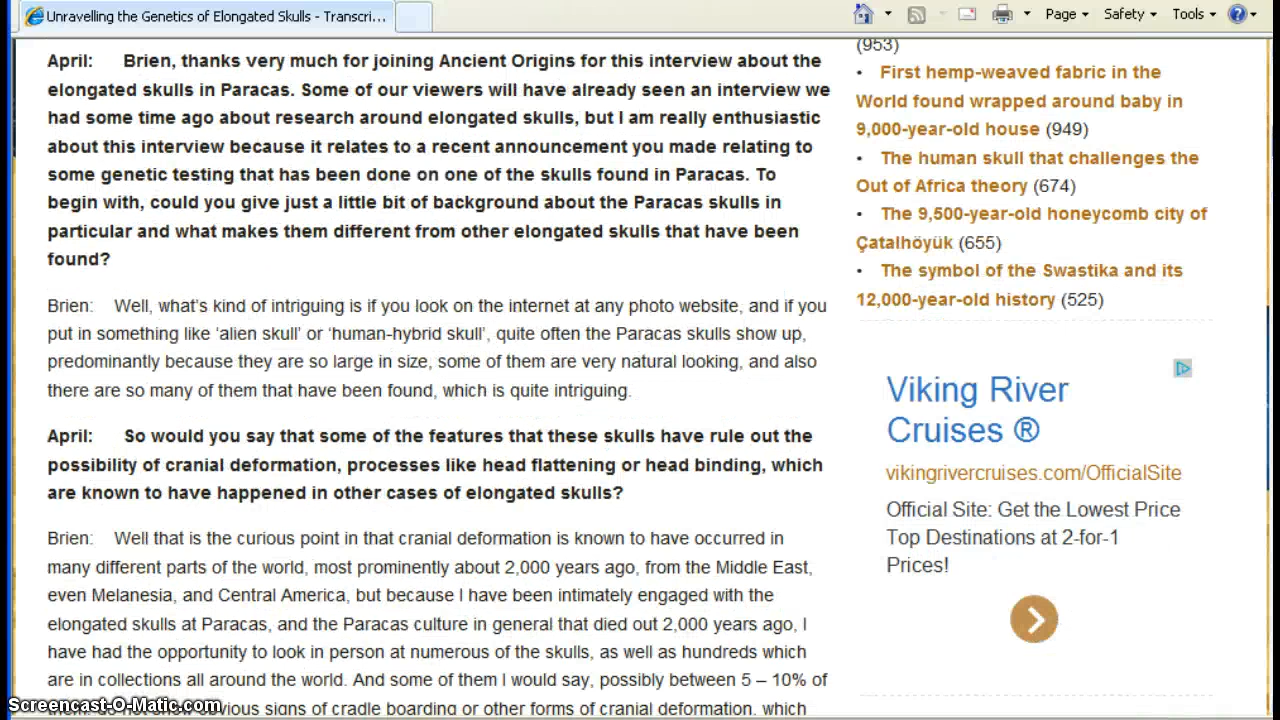 Unravelling the Genetics of Elongated Skulls - Transcri...
Page
Safety
Tools
April: Brien, thanks very much for joining Ancient Origins for this interview about the
elongated skulls in Paracas. Some of our viewers will have already seen an interview we
had some time ago about research around elongated skulls, but I am really enthusiastic
about this interview because it relates to a recent announcement you made relating to
some genetic testing that has been done on one of the skulls found in Paracas. To
begin with, could you give just a little bit of background about the Paracas skulls in
particular and what makes them different from other elongated skulls that have been
found?
Brien: Well, what's kind of intriguing is if you look on the internet at any photo website, and if you
put in something like ‘alien skull’ or ‘human-hybrid skull’, quite often the Paracas skulls show up,
predominantly because they are so large in size, some of them are very natural looking, and also
there are so many of them that have been found, which is quite intriguing.
April: So would you say that some of the features that these skulls have rule out the
possibility of cranial deformation, processes like head flattening or head binding, which
are known to have happened in other cases of elongated skulls?
Brien: Well that is the curious point in that cranial deformation is known to have occurred in
many different parts of the world, most prominently about 2,000 years ago, from the Middle East,
even Melanesia, and Central America, but because I have been intimately engaged with the
elongated skulls at Paracas, and the Paracas culture in general that died out 2,000 years ago, I
have had the opportunity to look in person at numerous of the skulls, as well as hundreds which
are in collections all around the world. And some of them I would say, possibly between 5 – 10% of
them, do not show obvious signs of cradle boarding or other forms of cranial deformation, which
(953)
• First hemp-weaved fabric in the
World found wrapped around baby in
9,000-year-old house (949)
• The human skull that challenges the
Out of Africa theory (674)
• The 9,500-year-old honeycomb city of
Çatalhöyük (655)
• The symbol of the Swastika and its
12,000-year-old history (525)
Viking River
Cruises ®
vikingrivercruises.com/OfficialSite
Official Site: Get the Lowest Price
Top Destinations at 2-for-1
Prices!
Screencast-O-Matic.com